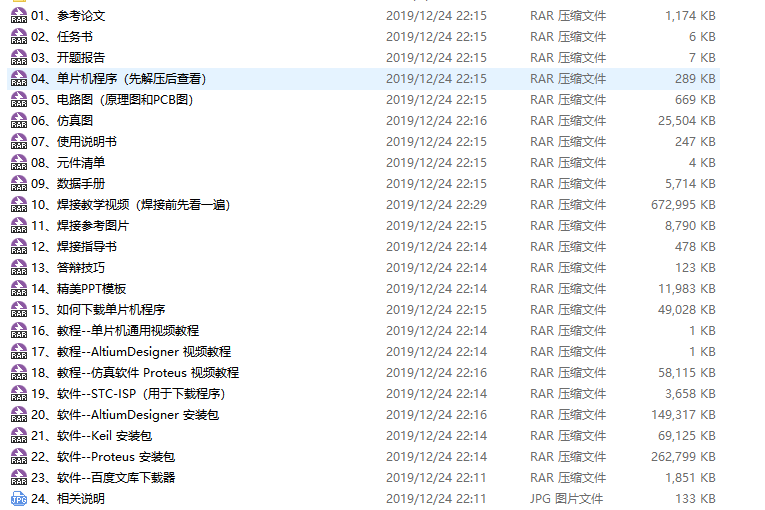 01、参考论文 2019/12/24 22:15 RAR 压缩文件 1,174 KB
02、任务书 2019/12/24 22:15 RAR 压缩文件 6 KB
03、开题报告 2019/12/24 22:15 RAR 压缩文件 7 KB
04、单片机程序（先解压后查看） 2019/12/24 22:15 RAR 压缩文件 289 KB
05、电路图（原理图和PCB图） 2019/12/24 22:15 RAR 压缩文件 669 KB
06、仿真图 2019/12/24 22:16 RAR 压缩文件 25,504 KB
07、使用说明书 2019/12/24 22:15 RAR 压缩文件 247 KB
08、元件清单 2019/12/24 22:15 RAR 压缩文件 4 KB
09、数据手册 2019/12/24 22:15 RAR 压缩文件 5,714 KB
10、焊接教学视频（焊接前先看一遍） 2019/12/24 22:29 RAR 压缩文件 672,995 KB
11、焊接参考图片 2019/12/24 22:15 RAR 压缩文件 8,790 KB
12、焊接指导书 2019/12/24 22:14 RAR 压缩文件 478 KB
13、答辩技巧 2019/12/24 22:14 RAR 压缩文件 123 KB
14、精美PPT模板 2019/12/24 22:14 RAR 压缩文件 11,983 KB
15、如何下载单片机程序 2019/12/24 22:15 RAR 压缩文件 49,028 KB
16、教程--单片机通用视频教程 2019/12/24 22:14 RAR 压缩文件 1 KB
17、教程--AltiumDesigner 视频教程 2019/12/24 22:14 RAR 压缩文件 1 KB
18、教程--仿真软件 Proteus 视频教程 2019/12/24 22:16 RAR 压缩文件 58,115 KB
19、软件--STC-ISP（用于下载程序） 2019/12/24 22:14 RAR 压缩文件 3,658 KB
20、软件--AltiumDesigner 安装包 2019/12/24 22:16 RAR 压缩文件 149,317 KB
21、软件--Keil 安装包 2019/12/24 22:14 RAR 压缩文件 69,125 KB
22、软件--Proteus 安装包 2019/12/24 22:14 RAR 压缩文件 262,799 KB
23、软件--百度文库下载器 2019/12/24 22:11 RAR 压缩文件 1,851 KB
24、相关说明 2019/12/24 22:11 JPG 图片文件 133 KB